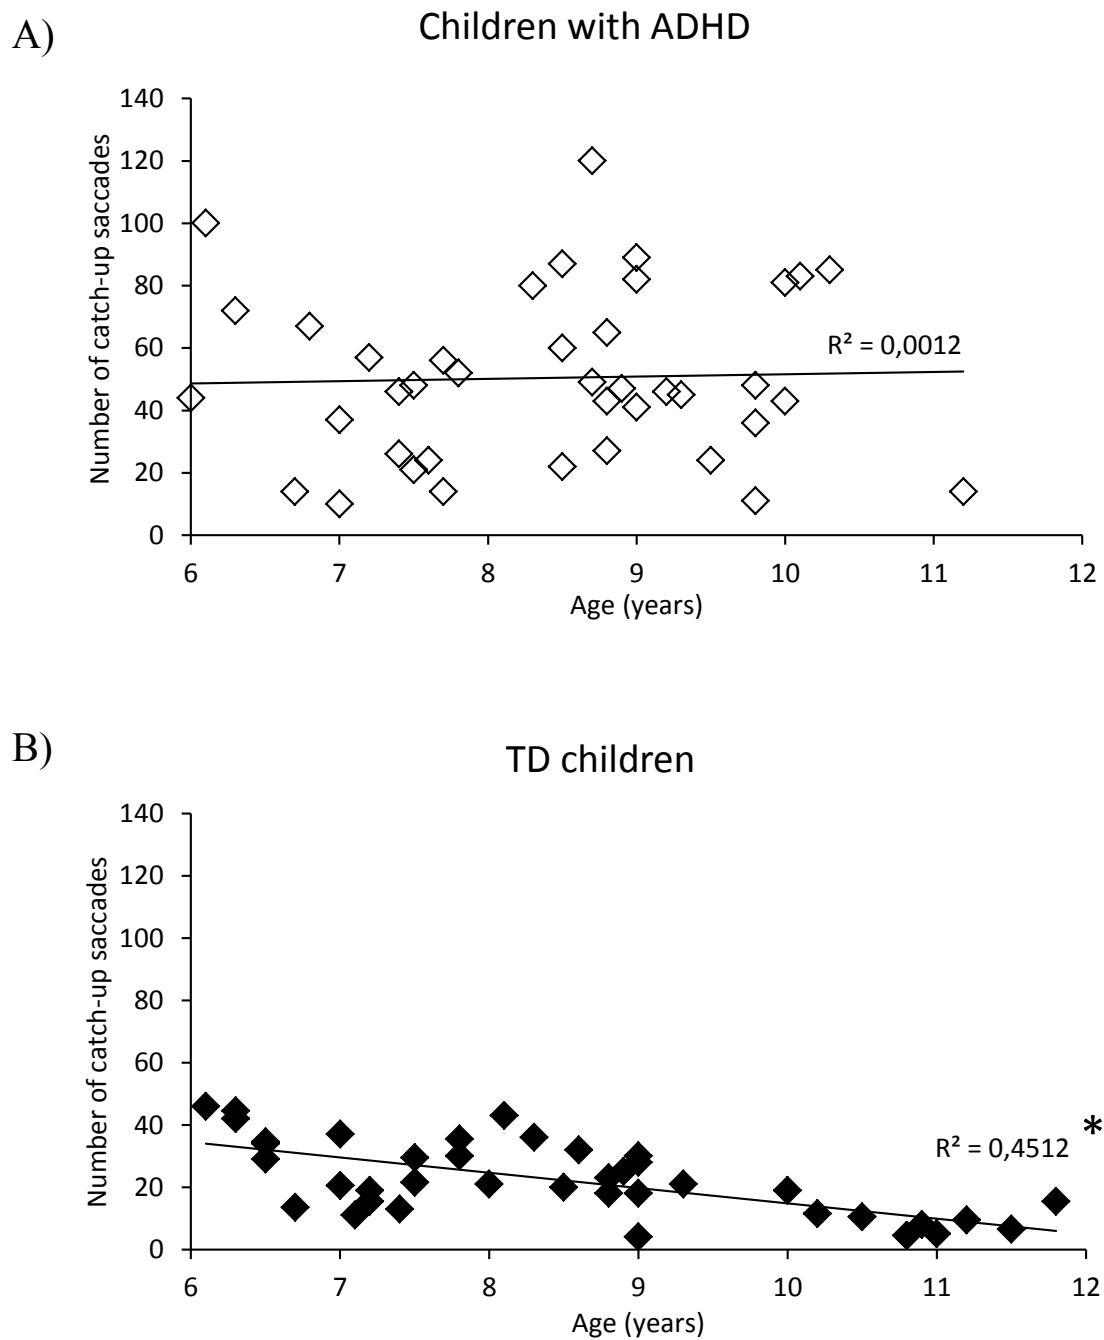 A)
Children with ADHD
Number of catch-up saccades
140
120
100
80
60
40
20
0
R² = 0,0012
6 7 8 9 10 11 12
Age (years)
B)
TD children
Number of catch-up saccades
140
120
100
80
60
40
20
0
*
R² = 0,4512
6 7 8 9 10 11 12
Age (years)